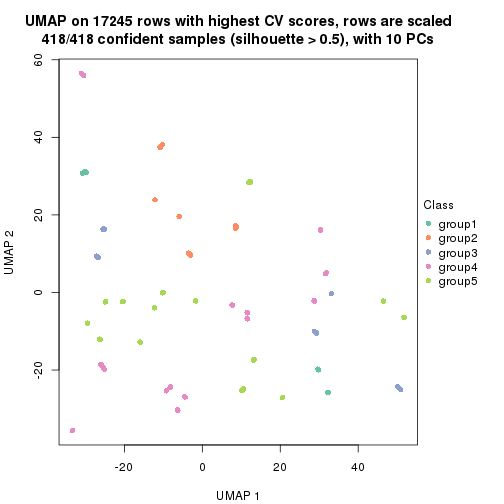 UMAP on 17245 rows with highest CV scores, rows are scaled
418/418 confident samples (silhouette > 0.5), with 10 PCs
60
40
20
0
-20
UMAP 2
-20
0
20
40
UMAP 1
Class
group1
group2
group3
group4
group5